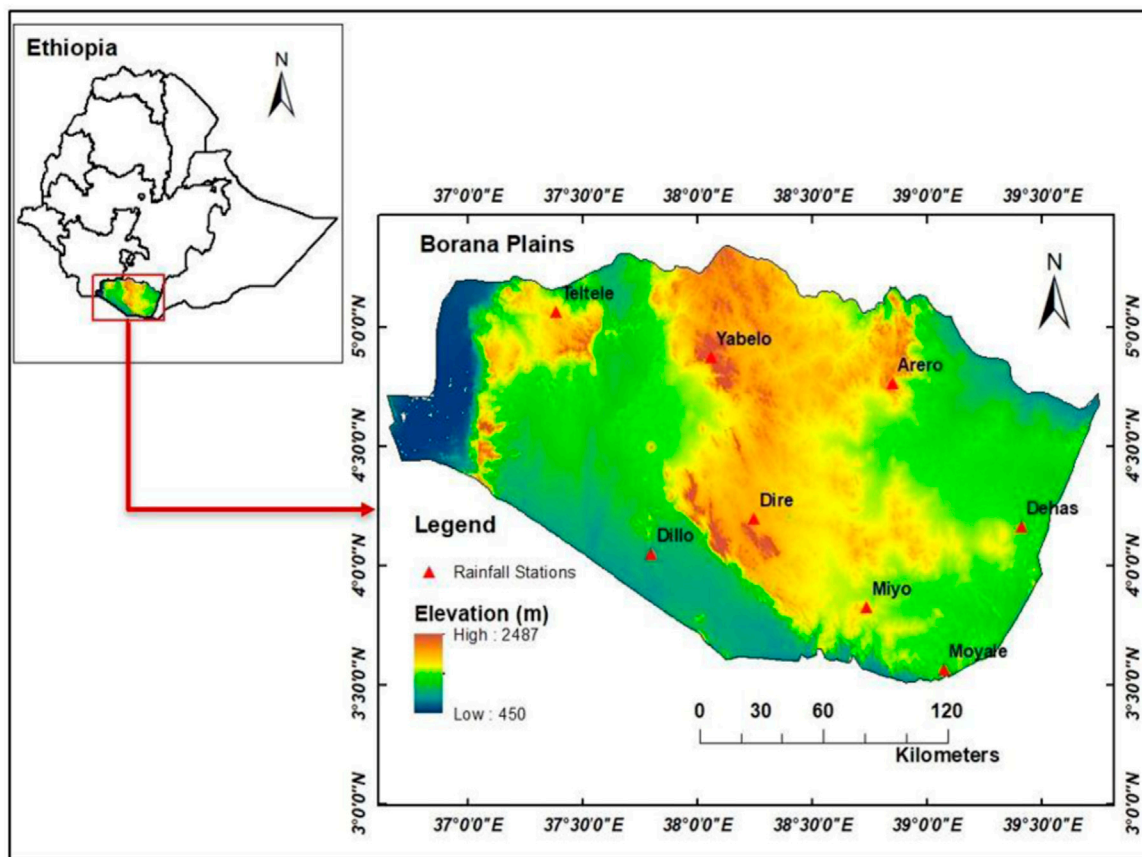 Ethiopia
N
37°0'0"E 37°30'0"E 38°0'0"E 38°30'0"E 39°0'0"E 39°30'0"E
Borana Plains
N
Teltele
Yabelo
Arero
Dire
Dehas
Dillo
Miyo
Moyale
Legend
Rainfall Stations
Elevation (m)
High : 2487
Low : 450
0 30 60 120
Kilometers
5°0'0"N
4°30'0"N
4°0'0"N
3°30'0"N
3°0'0"N
5°0'0"N
4°30'0"N
4°0'0"N
3°30'0"N
3°0'0"N
37°0'0"E 37°30'0"E 38°0'0"E 38°30'0"E 39°0'0"E 39°30'0"E